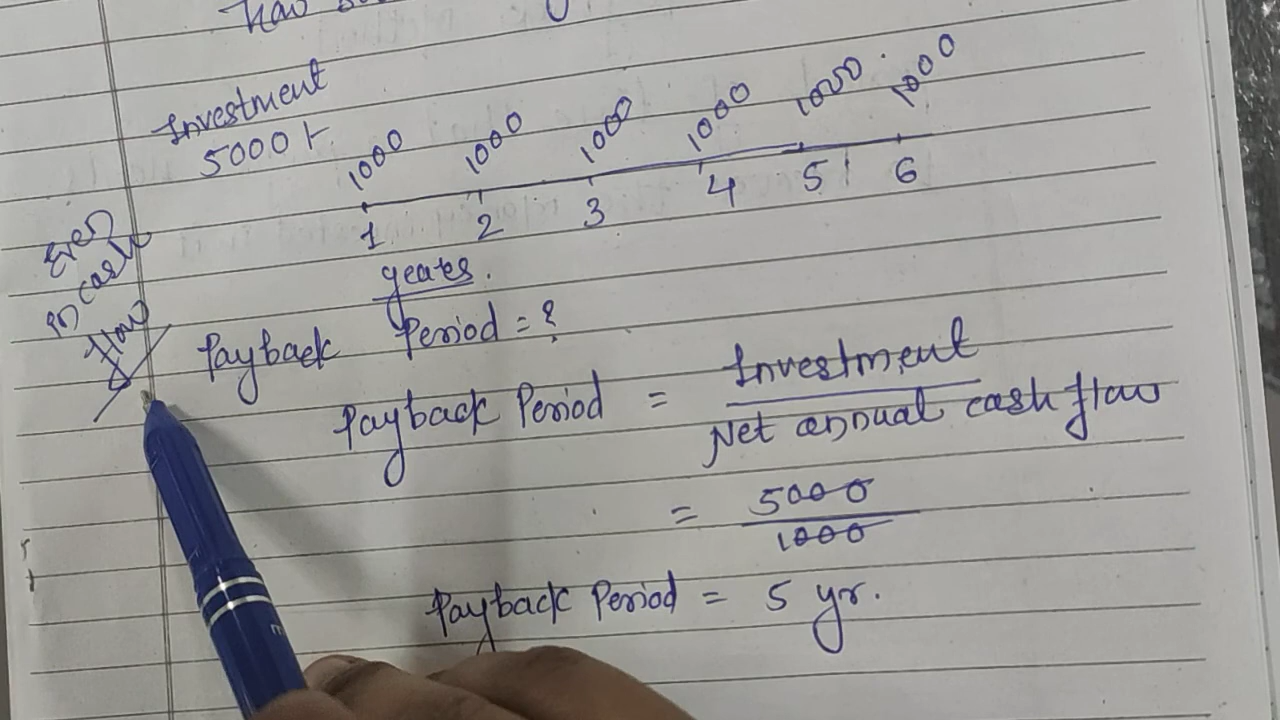 Investment
5000 1000 1000 1000 1000 1000 1000
1 2 3 4 5 6
years.
Even
cash
flow
Payback Period = ?
Payback Period = Investment
Net annual cash flow
= 5000
1000
Payback Period = 5 yr.